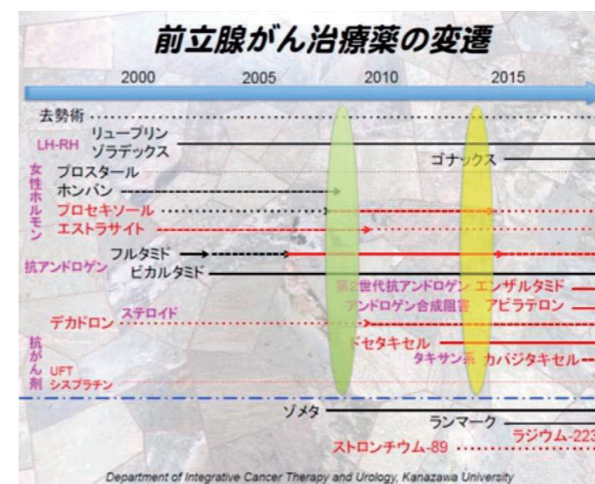 前立腺がん治療薬の変遷
2000 2005 2010 2015
去勢術
LH-RH
リュープリン
ゾラデックス
ゴナックス
女性ホルモン
プロスタール
ホンバン
プロセキソール
エストラサイト
抗アンドロゲン
フルタミド
ビカルタミド
第2世代抗アンドロゲン エンザルタミド
アンドロゲン合成阻害 アビラテロン
ステロイド
デカドロン
ドセタキセル
タキサン系 カバジタキセル
抗がん剤
UFT
シスプラチン
ゾメタ
ランマーク
ラジウム-223
ストロンチウム-89
Department of Integrative Cancer Therapy and Urology, Kanazawa University